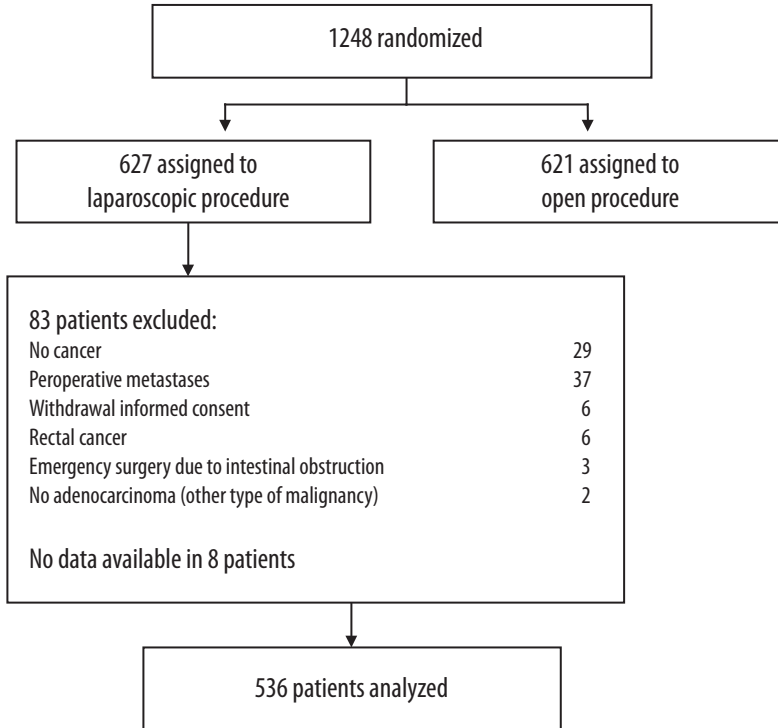 1248 randomized
627 assigned to
laparoscopic procedure
621 assigned to
open procedure
83 patients excluded:
No cancer 29
Peroperative metastases 37
Withdrawal informed consent 6
Rectal cancer 6
Emergency surgery due to intestinal obstruction 3
No adenocarcinoma (other type of malignancy) 2
No data available in 8 patients
536 patients analyzed